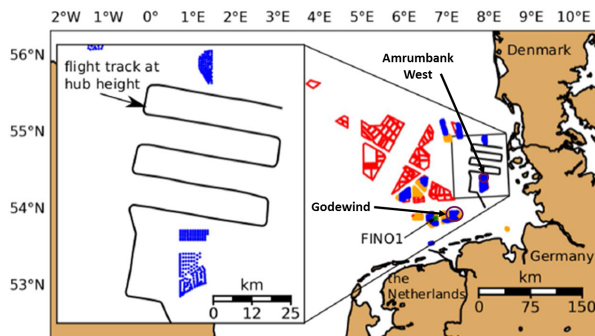 2°W 1°W 0° 1°E 2°E 3°E 4°E 5°E 6°E 7°E 8°E 9°E 10°E
56°N
55°N
54°N
53°N
flight track at
hub height
km
0 12 25
Amrumbank
West
Denmark
Godewind
FINO1
Germany
the
Netherlands
km
0 75 150